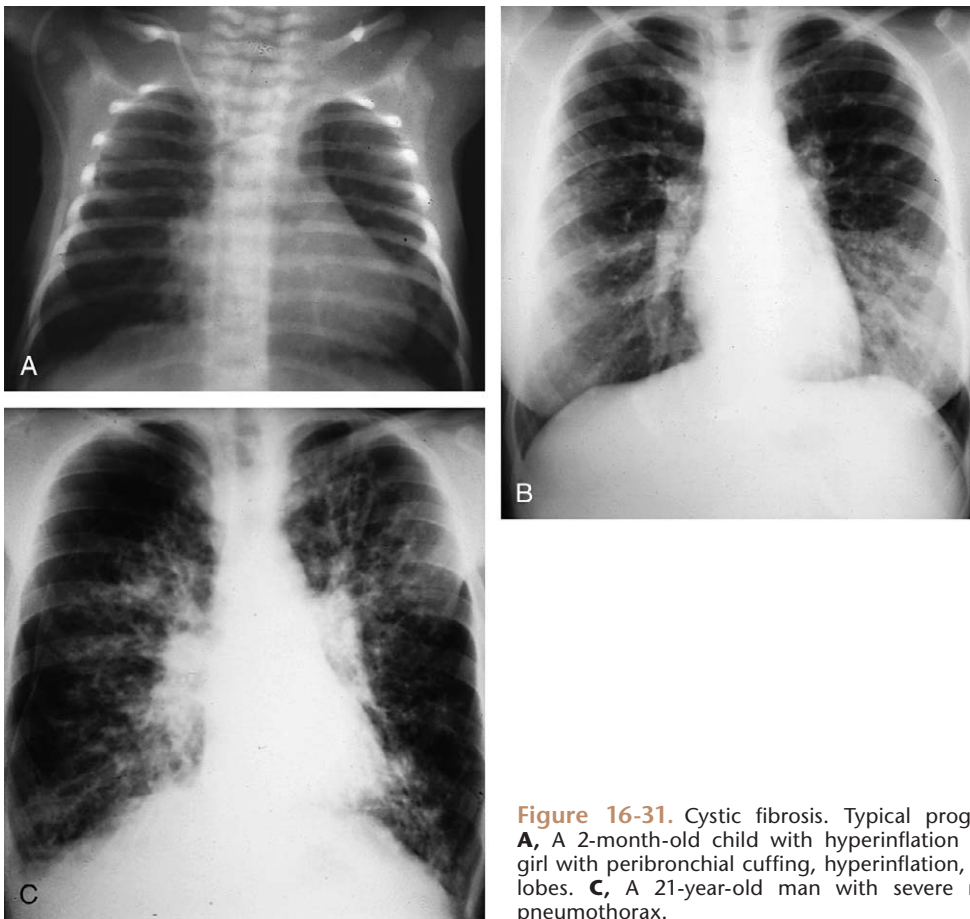 A
B
C
Figure 16-31. Cystic fibrosis. Typical prog
A, A 2-month-old child with hyperinflation
girl with peribronchial cuffing, hyperinflation,
lobes. C, A 21-year-old man with severe
pneumothorax.